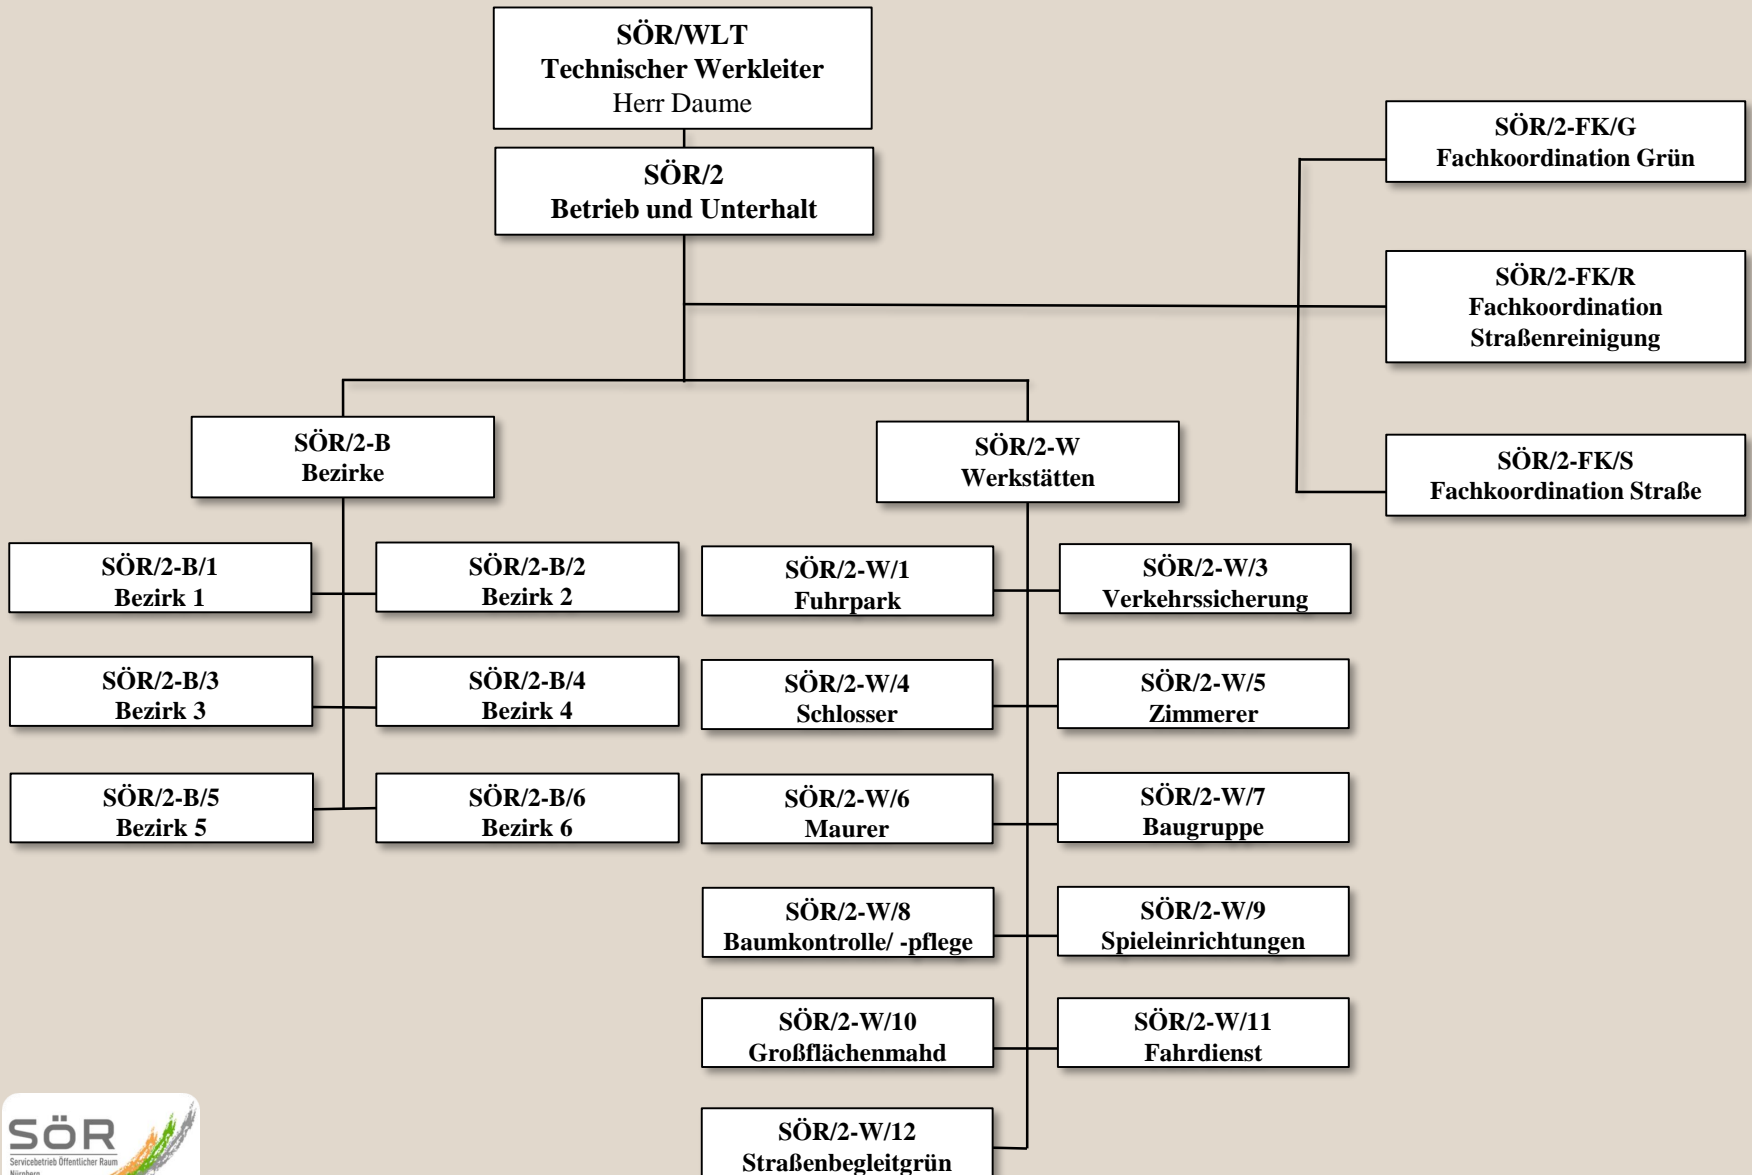 SÖR/WLT
Technischer Werkleiter
Herr Daume
SÖR/2
Betrieb und Unterhalt
SÖR/2-FK/G
Fachkoordination Grün
SÖR/2-FK/R
Fachkoordination
Straßenreinigung
SÖR/2-FK/S
Fachkoordination Straße
SÖR/2-B
Bezirke
SÖR/2-W
Werkstätten
SÖR/2-B/1
Bezirk 1
SÖR/2-B/2
Bezirk 2
SÖR/2-B/3
Bezirk 3
SÖR/2-B/4
Bezirk 4
SÖR/2-B/5
Bezirk 5
SÖR/2-B/6
Bezirk 6
SÖR/2-W/1
Fuhrpark
SÖR/2-W/3
Verkehrssicherung
SÖR/2-W/4
Schlosser
SÖR/2-W/5
Zimmerer
SÖR/2-W/6
Maurer
SÖR/2-W/7
Baugruppe
SÖR/2-W/8
Baumkontrolle/ -pflege
SÖR/2-W/9
Spieleinrichtungen
SÖR/2-W/10
Großflächenmahd
SÖR/2-W/11
Fahrdienst
SÖR/2-W/12
Straßenbegleitgrün
SÖR
Servicebetrieb Öffentlicher Raum
Nürnberg